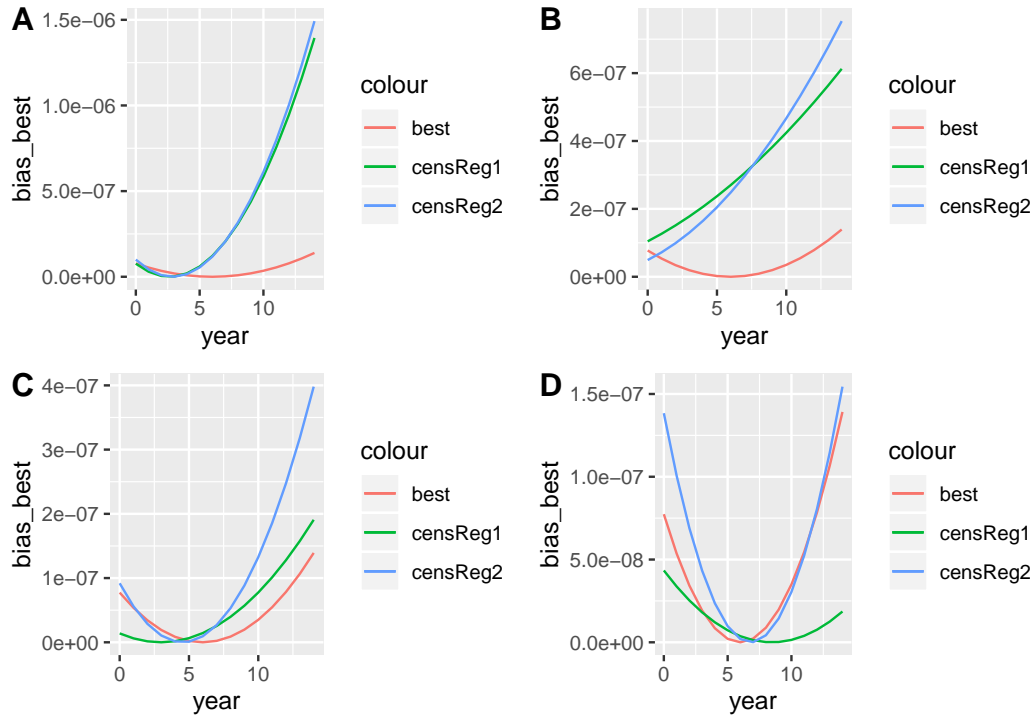 A
bias_best
1.5e−06
1.0e−06
5.0e−07
0.0e+00
0 5 10
year
colour
best
censReg1
censReg2
B
bias_best
6e−07
4e−07
2e−07
0e+00
0 5 10
year
colour
best
censReg1
censReg2
C
bias_best
4e−07
3e−07
2e−07
1e−07
0e+00
0 5 10
year
colour
best
censReg1
censReg2
D
bias_best
1.5e−07
1.0e−07
5.0e−08
0.0e+00
0 5 10
year
colour
best
censReg1
censReg2